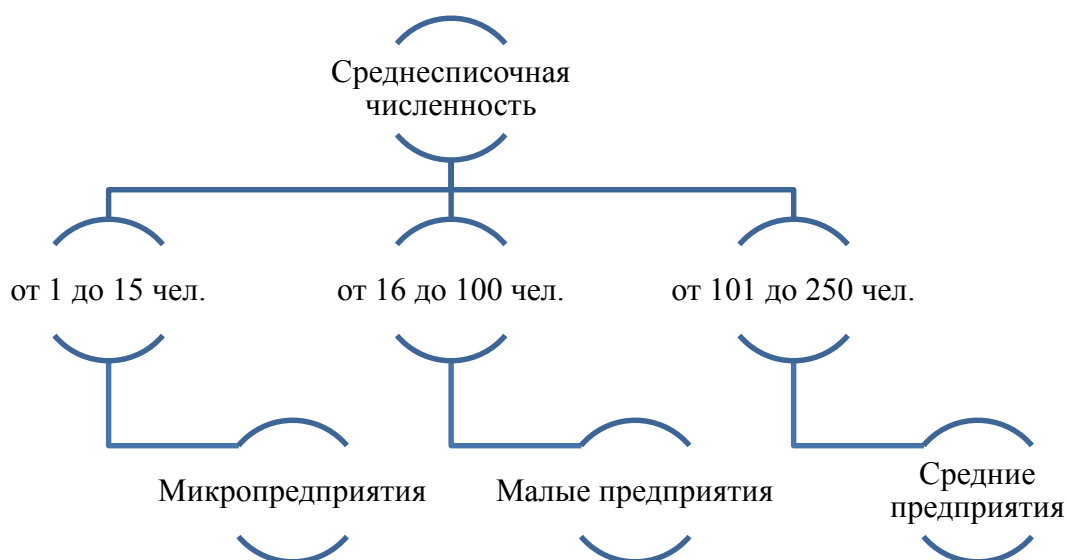 Среднесписочная
численность
от 1 до 15 чел.
от 16 до 100 чел.
от 101 до 250 чел.
Микропредприятия
Малые предприятия
Средние
предприятия